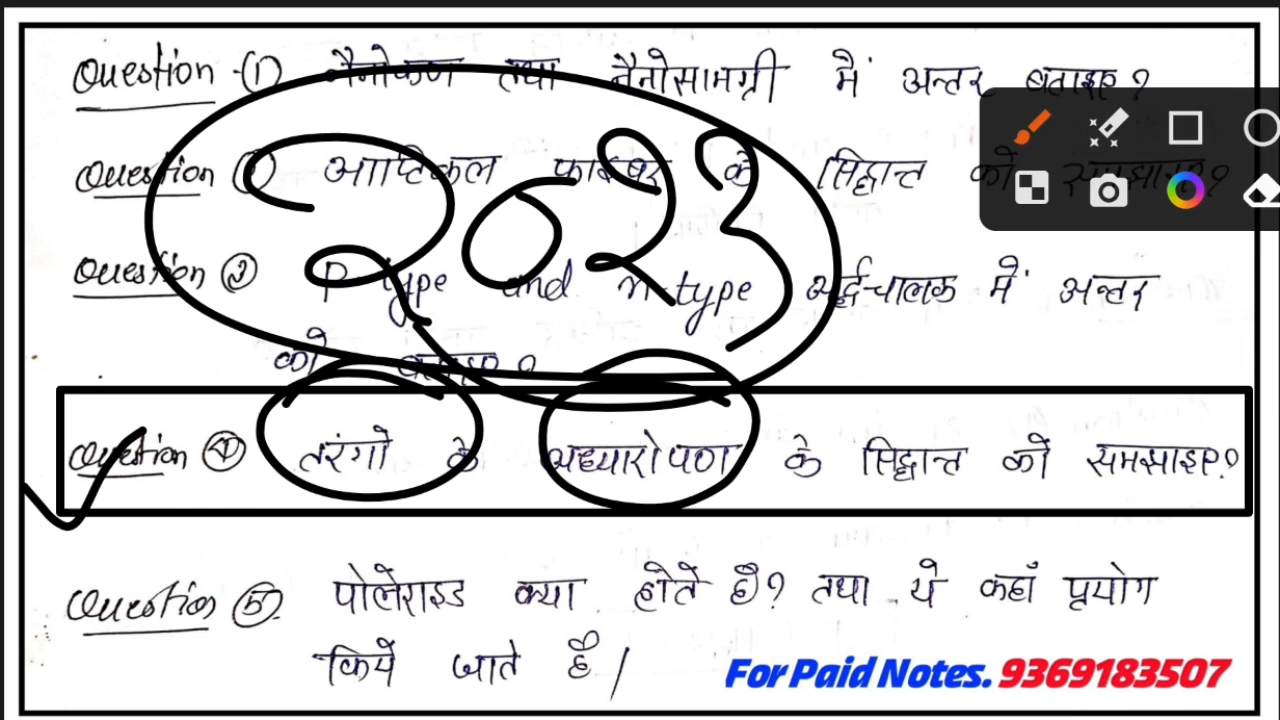 Question (1) नैनोकण तथा नैनोसामग्री में अन्तर बताइए?
Question आप्टिकल फाइबर के सिद्धान्त को समझाइए?
2023
Question (3) P type and n-type अर्द्धचालक में अन्तर
को बताइए?
Question (4) तरंगो के अध्यारोपण के सिद्धान्त को समझाइए?
Question (5) पोलेराइड क्या होते है? तथा ये कहाँ प्रयोग
किये जाते है |
For Paid Notes. 9369183507